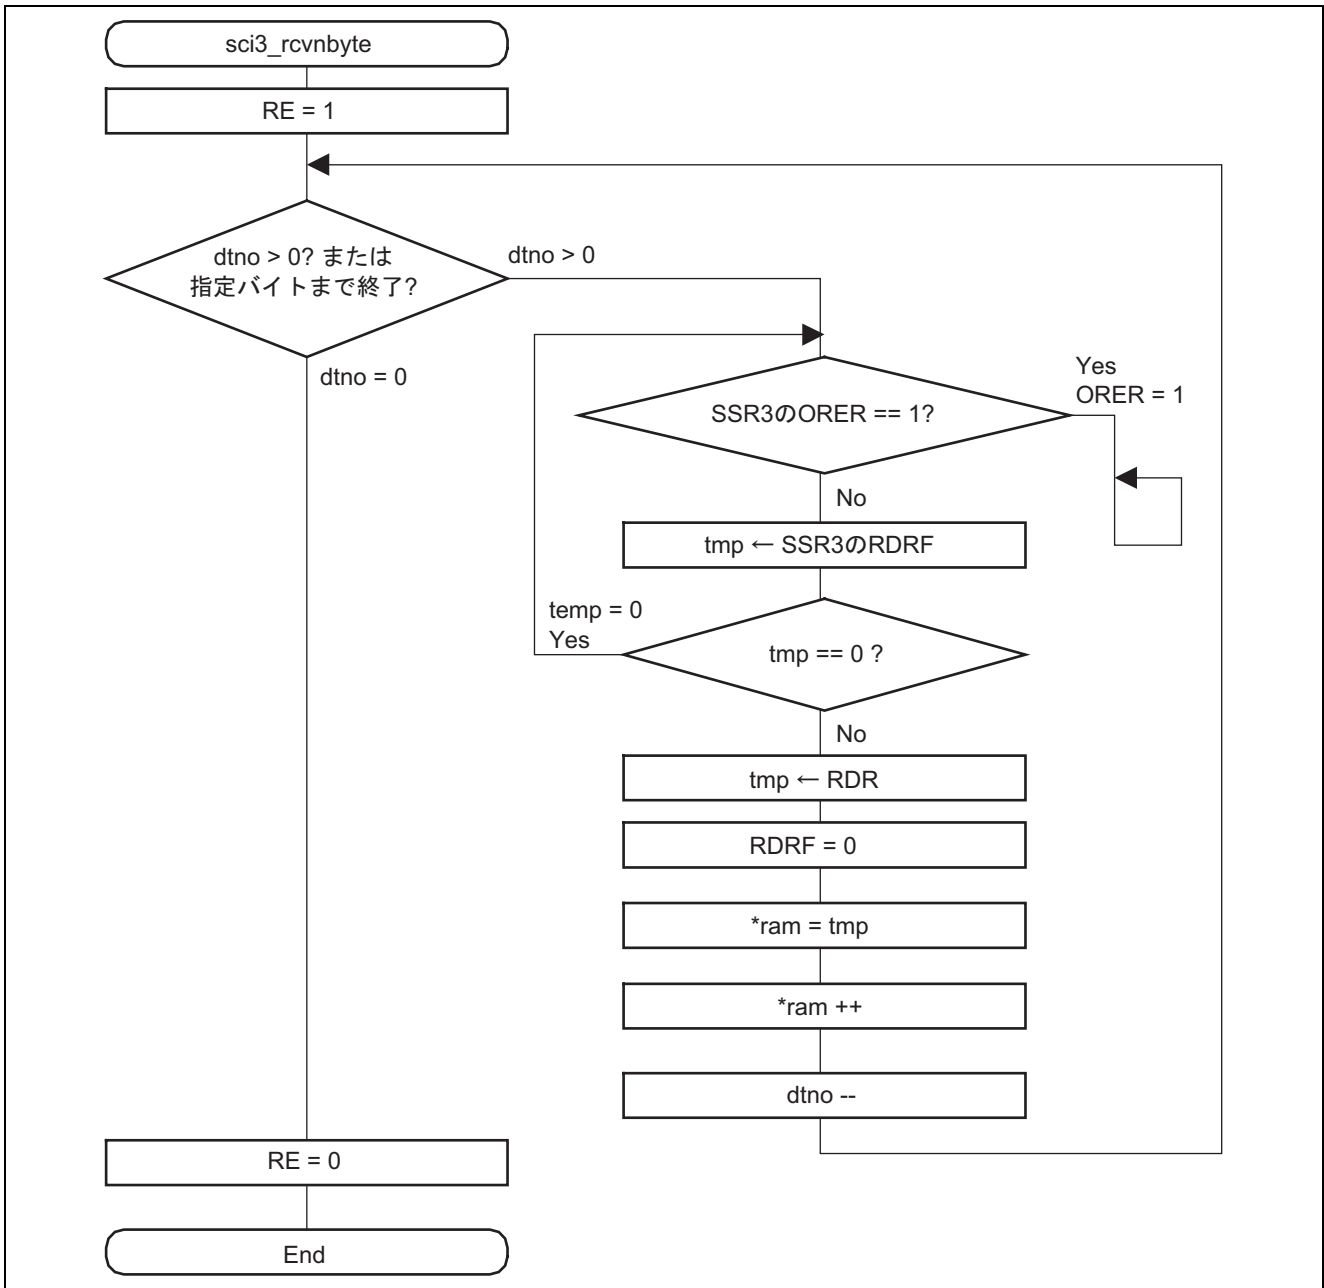 sci3_rcvnbyte
RE = 1
dtno > 0? または
指定バイトまで終了?
dtno > 0
dtno = 0
SSR3のORER == 1?
Yes
ORER = 1
No
tmp ← SSR3のRDRF
temp = 0
Yes
tmp == 0 ?
No
tmp ← RDR
RDRF = 0
*ram = tmp
*ram ++
dtno --
RE = 0
End